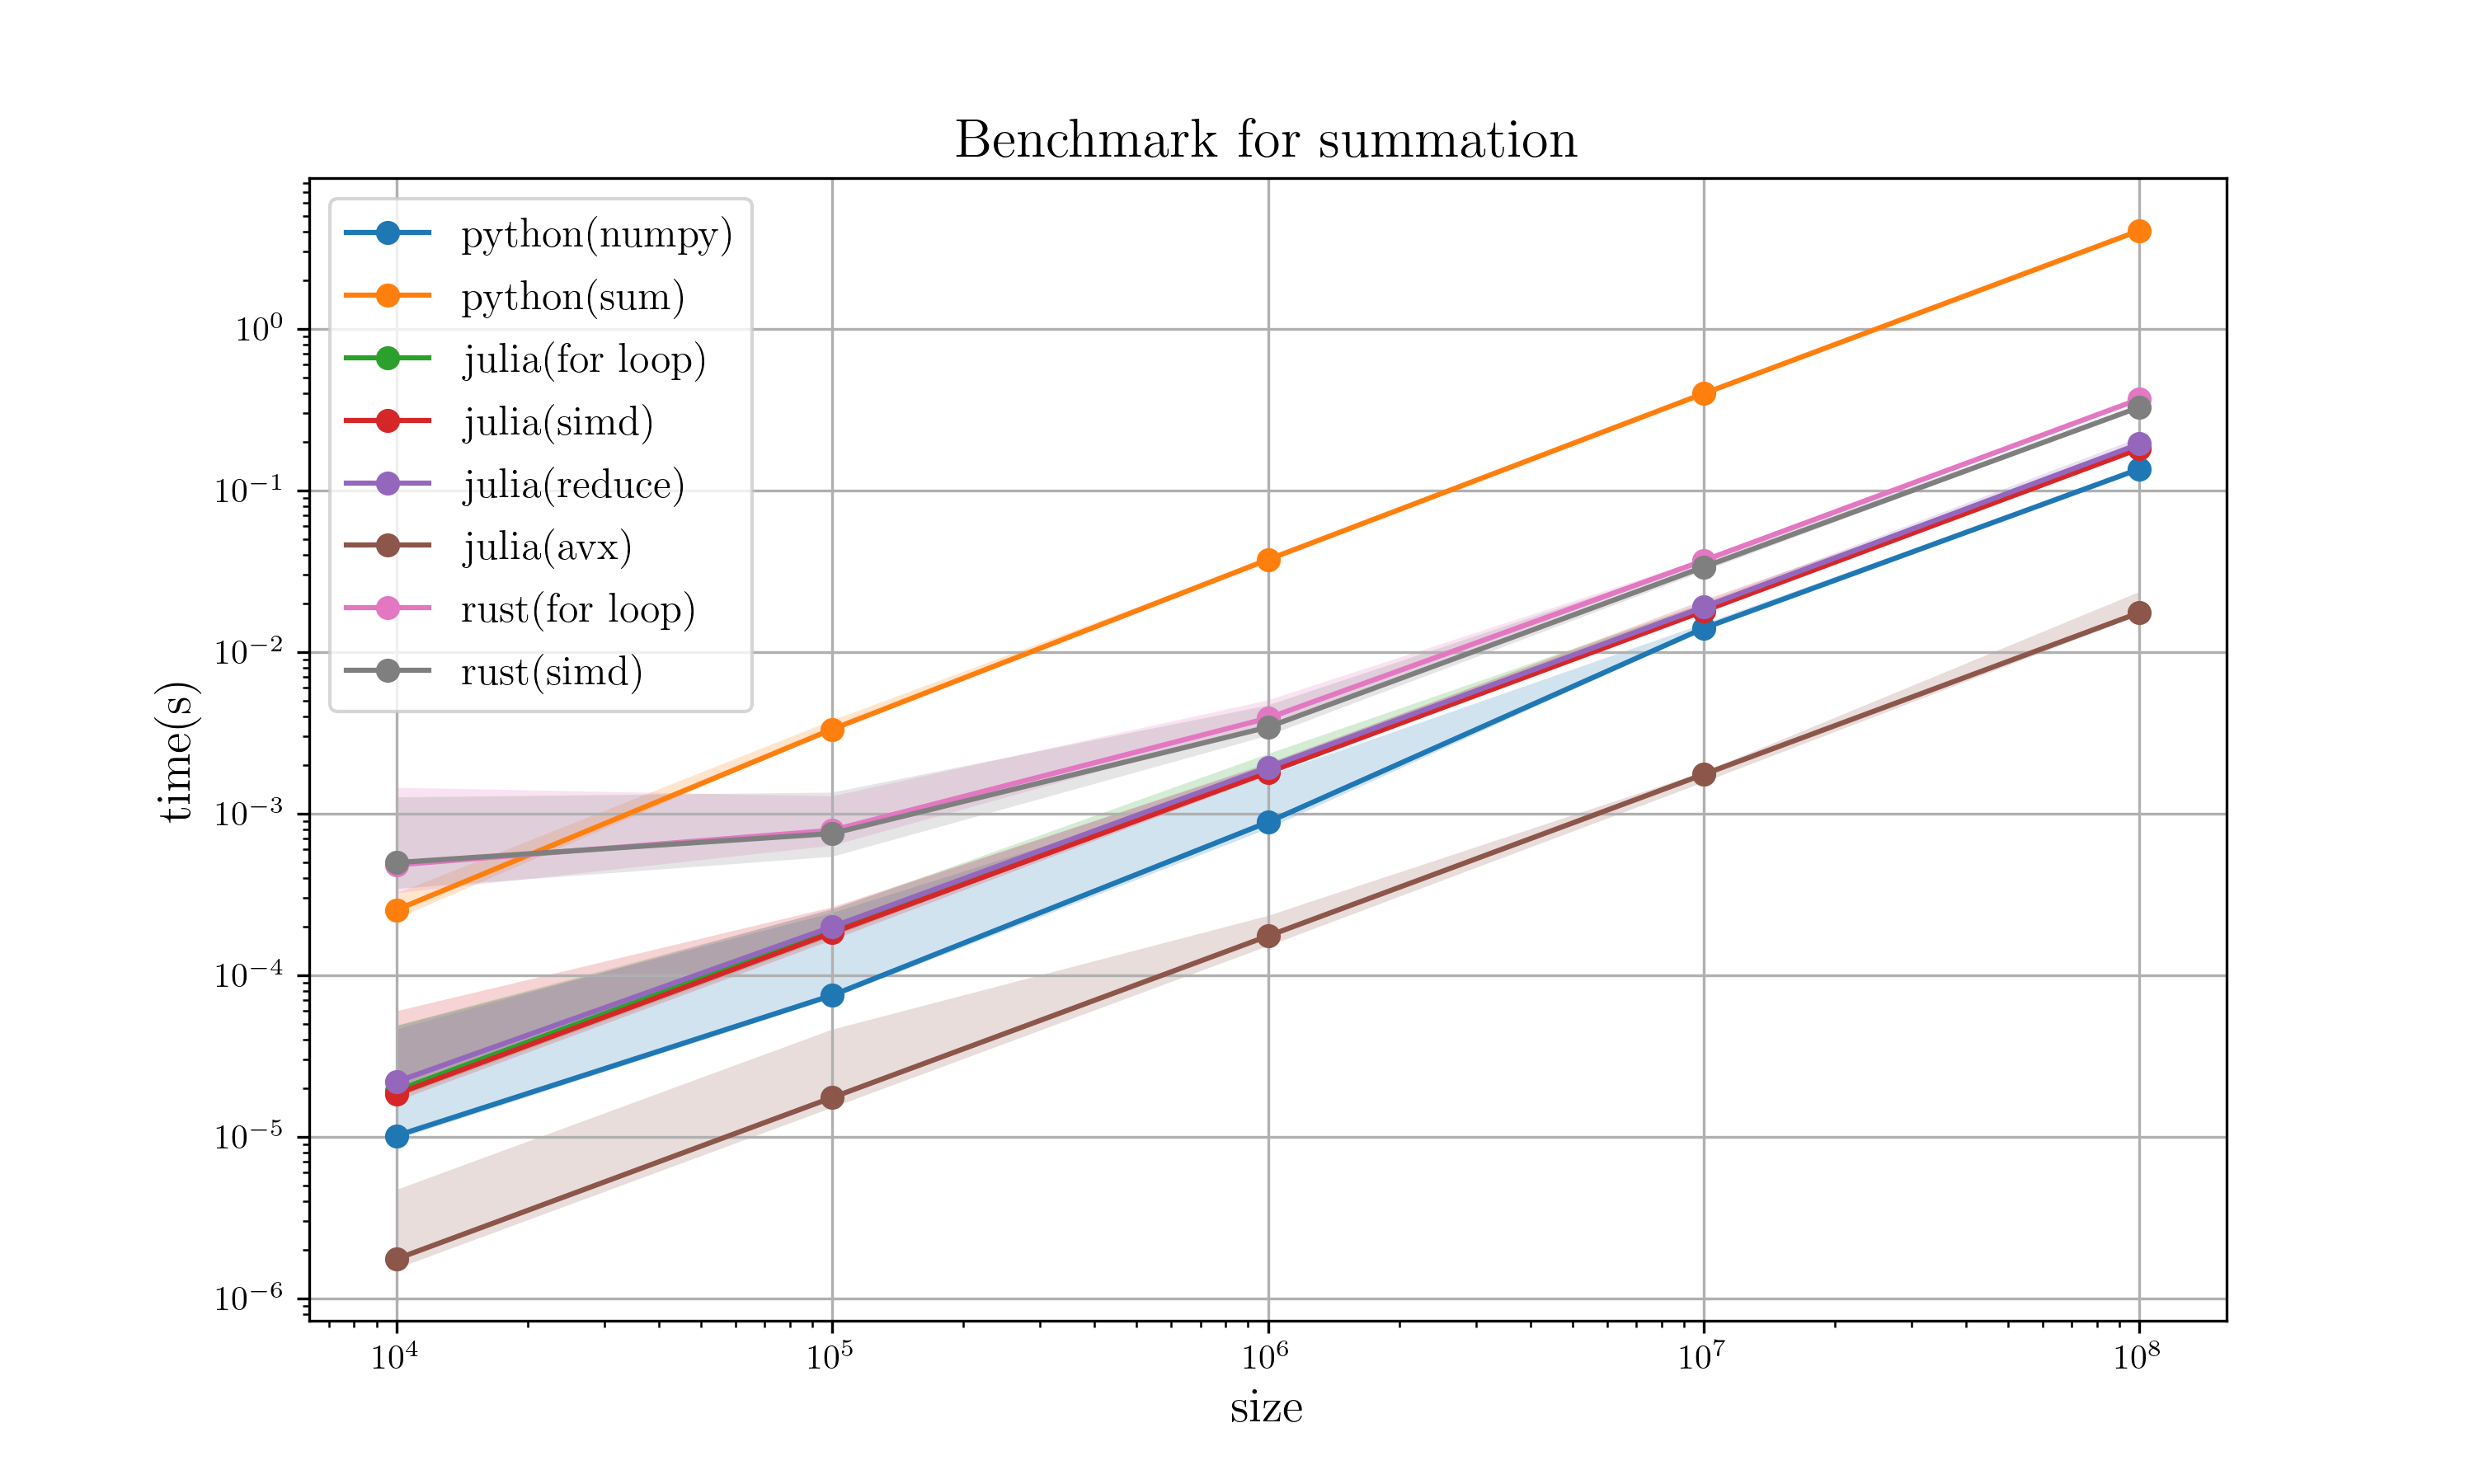 Benchmark for summation
python(numpy)
python(sum)
julia(for loop)
julia(simd)
julia(reduce)
julia(avx)
rust(for loop)
rust(simd)
time(s)
10⁰
10⁻¹
10⁻²
10⁻³
10⁻⁴
10⁻⁵
10⁻⁶
10⁴ 10⁵ 10⁶ 10⁷ 10⁸
size